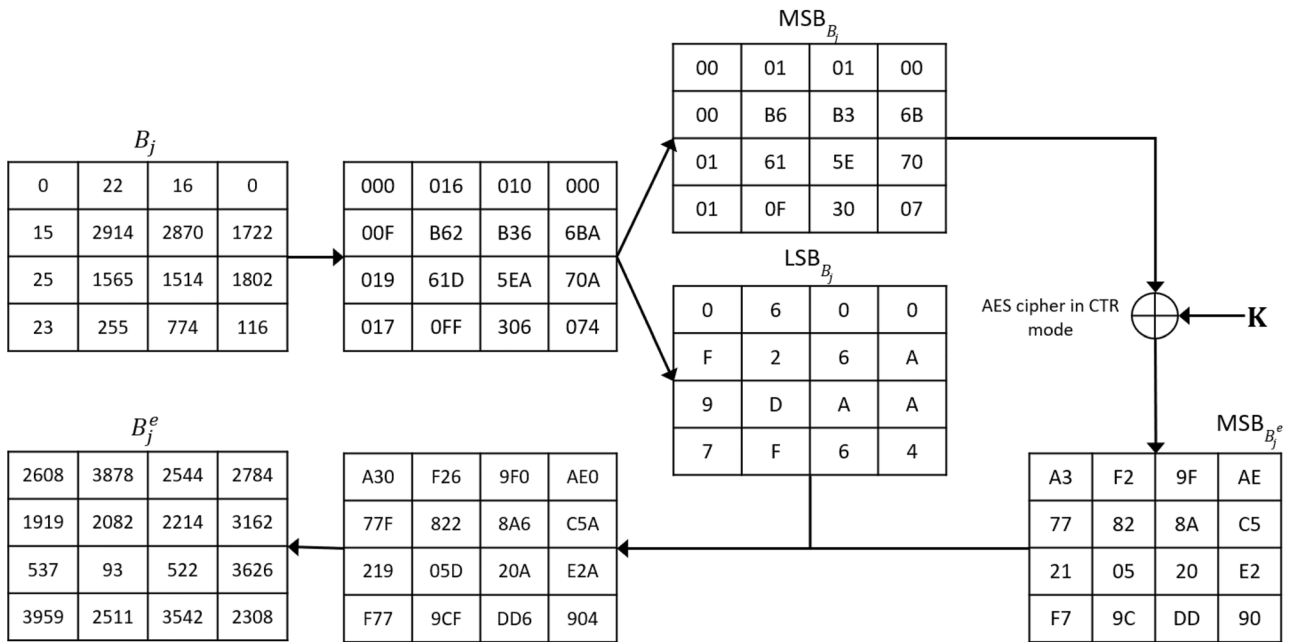 B_j
0 22 16 0
15 2914 2870 1722
25 1565 1514 1802
23 255 774 116
000 016 010 000
00F B62 B36 6BA
019 61D 5EA 70A
017 0FF 306 074
MSB_{B_j}
00 01 01 00
00 B6 B3 6B
01 61 5E 70
01 0F 30 07
LSB_{B_j}
0 6 0 0
F 2 6 A
9 D A A
7 F 6 4
AES cipher in CTR
mode
K
MSB_{B_j^e}
A3 F2 9F AE
77 82 8A C5
21 05 20 E2
F7 9C DD 90
A30 F26 9F0 AE0
77F 822 8A6 C5A
219 05D 20A E2A
F77 9CF DD6 904
B_j^e
2608 3878 2544 2784
1919 2082 2214 3162
537 93 522 3626
3959 2511 3542 2308